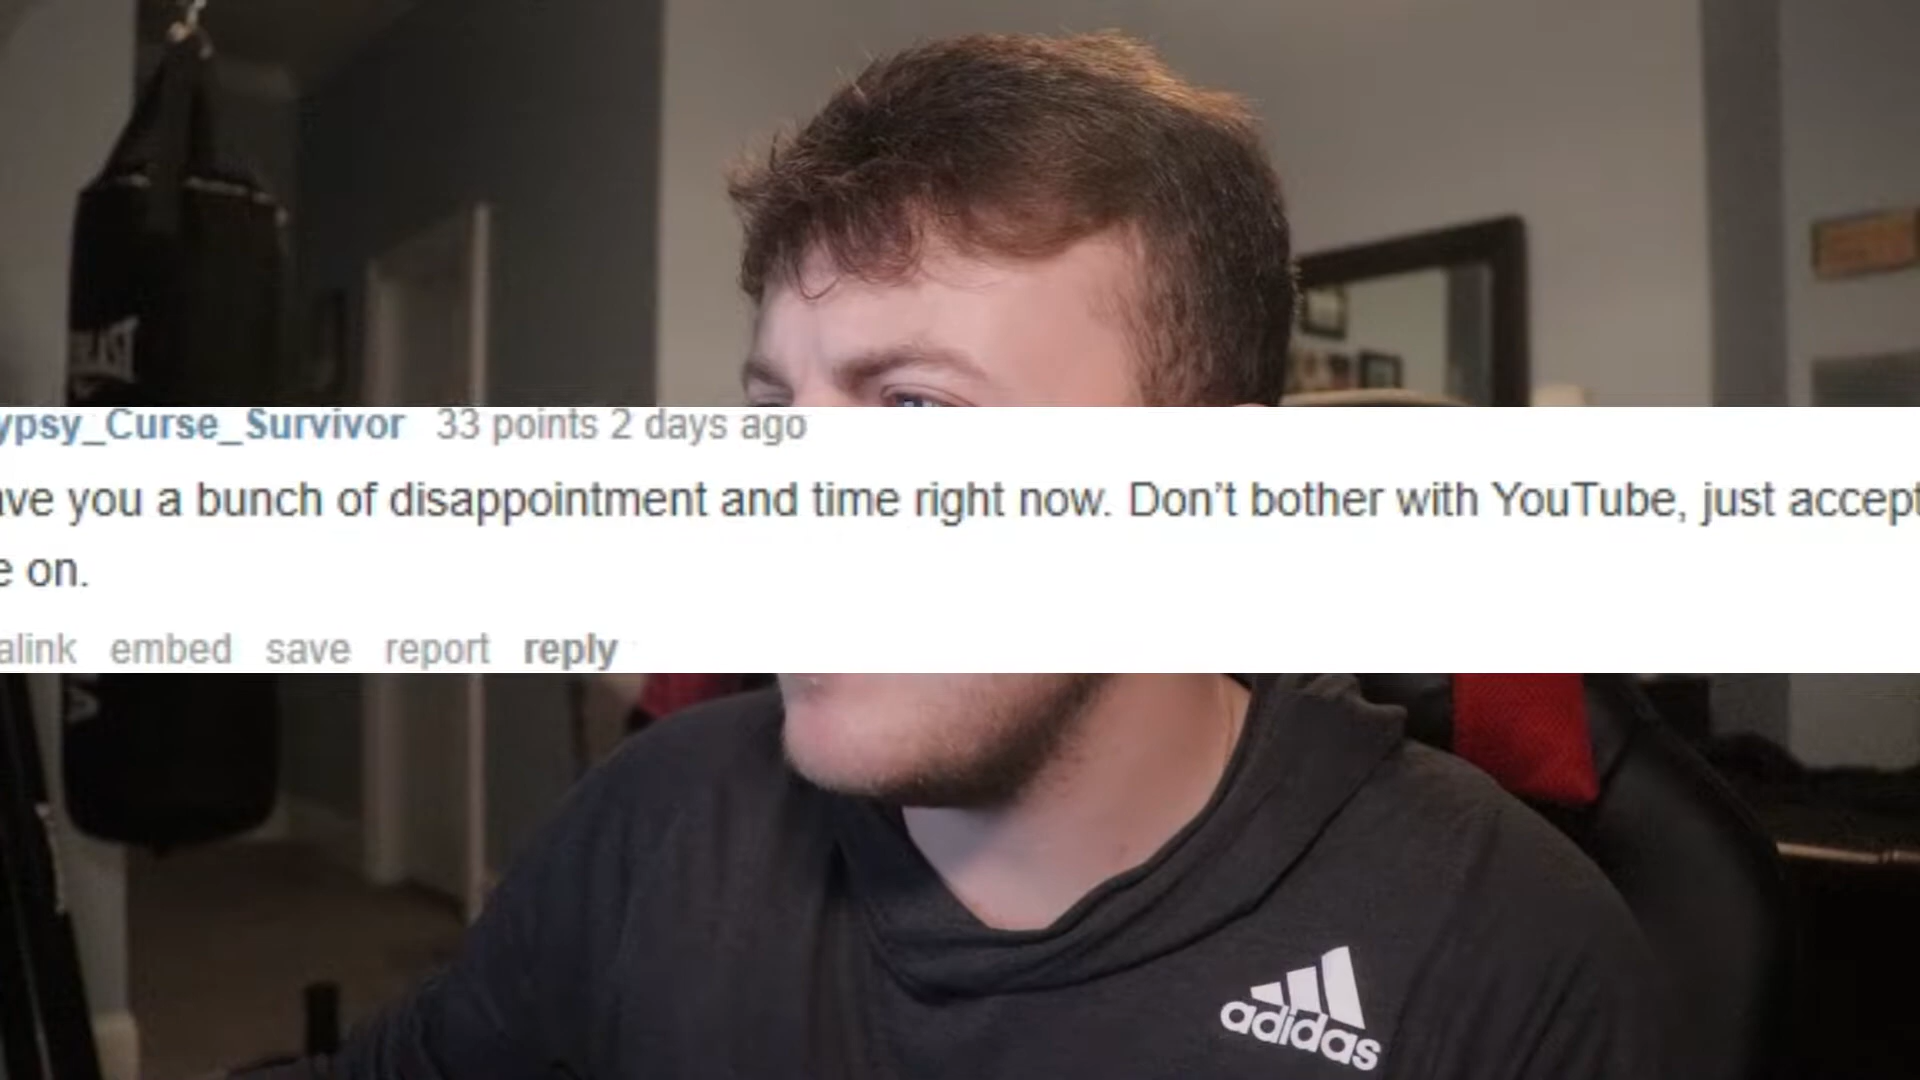 ypsy_Curse_Survivor 33 points 2 days ago
ave you a bunch of disappointment and time right now. Don't bother with YouTube, just accept
e on.
alink embed save report reply
adidas